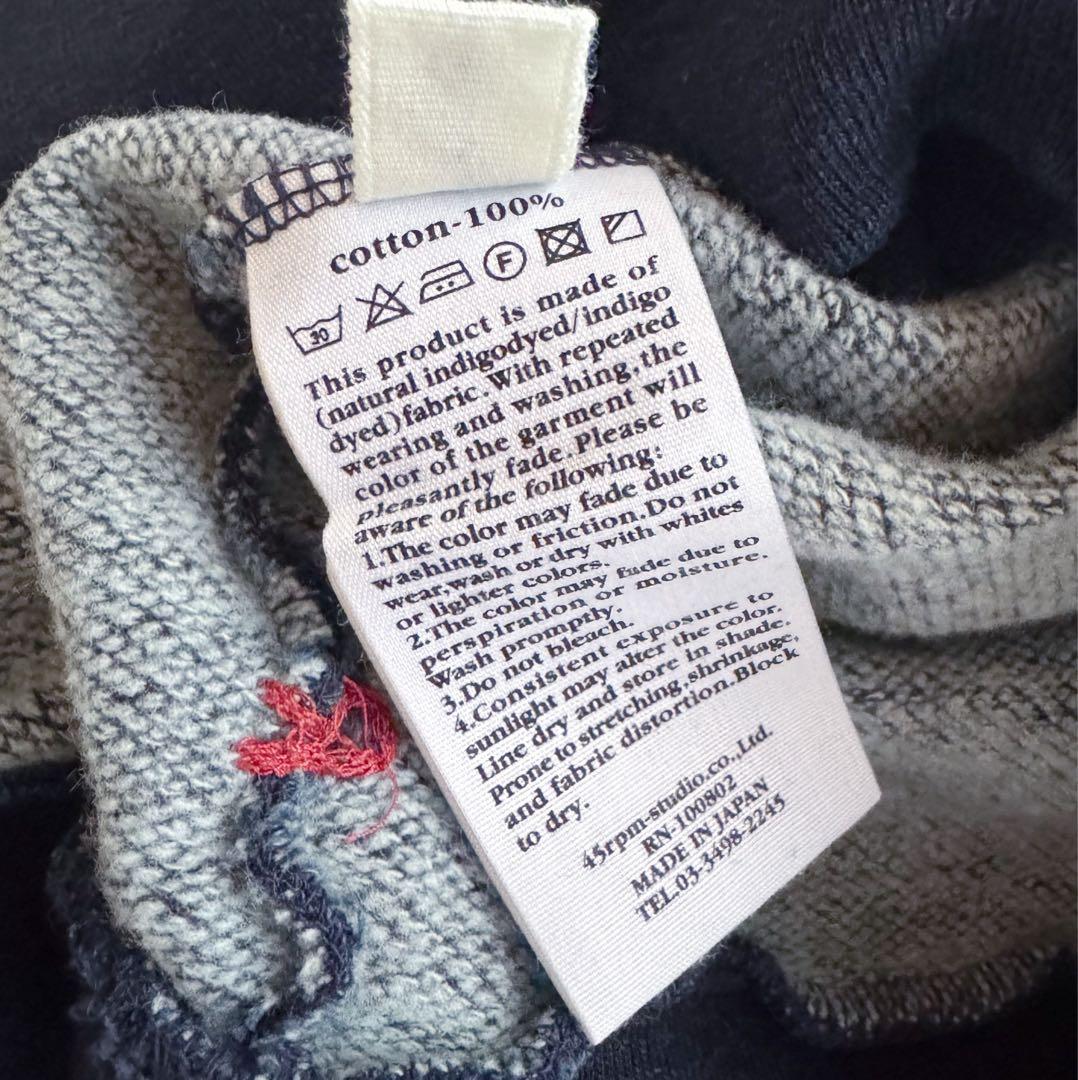 cotton-100%
30 F
This product is made of
(natural indigodyed/indigo
dyed)fabric.With repeated
wearing and washing,the
color of the garment will
pleasantly fade.Please be
aware of the following:
1.The color may fade due to
washing or friction.Do not
wear,wash or dry with whites
or lighter colors.
2.The color may fade due to
perspiration or moisture.
Wash promptly.
3.Do not bleach.
4.Consistent exposure to
sunlight may alter the color.
Line dry and store in shade.
Prone to stretching,shrinkage,
and fabric distortion.Block
to dry.
45rpm-studio.co.,Ltd.
RN-100802
MADE IN JAPAN
TEL.03-3498-2245